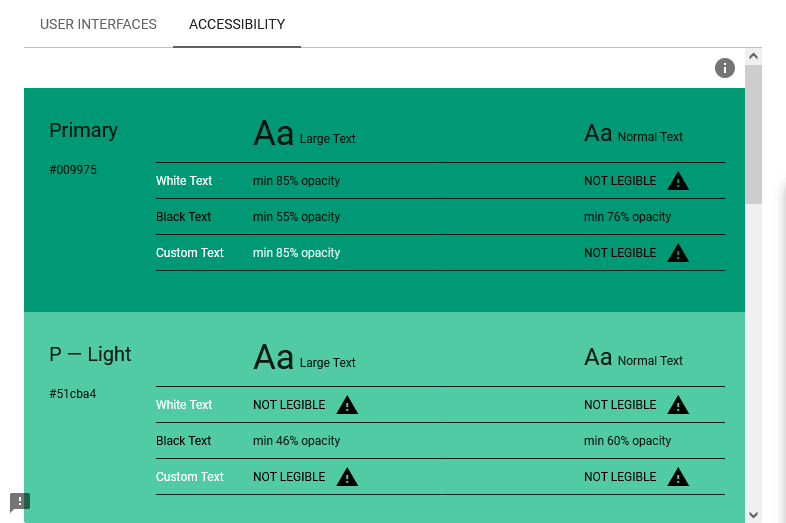 USER INTERFACES ACCESSIBILITY
Primary Aa Large Text Aa Normal Text
#009975
White Text min 85% opacity NOT LEGIBLE
Black Text min 55% opacity min 76% opacity
Custom Text min 85% opacity NOT LEGIBLE
P — Light Aa Large Text Aa Normal Text
#51cba4
White Text NOT LEGIBLE NOT LEGIBLE
Black Text min 46% opacity min 60% opacity
Custom Text NOT LEGIBLE NOT LEGIBLE